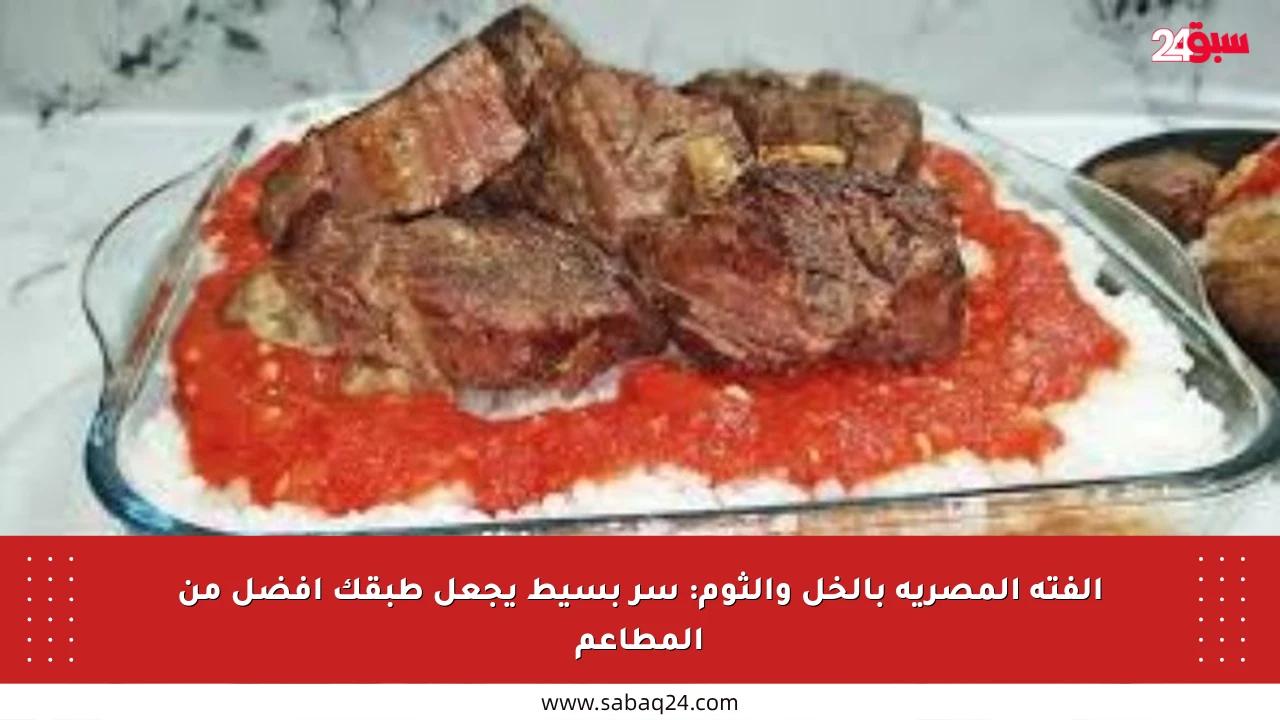 سبق24
الفته المصريه بالخل والثوم: سر بسيط يجعل طبقك افضل من
المطاعم
www.sabaq24.com